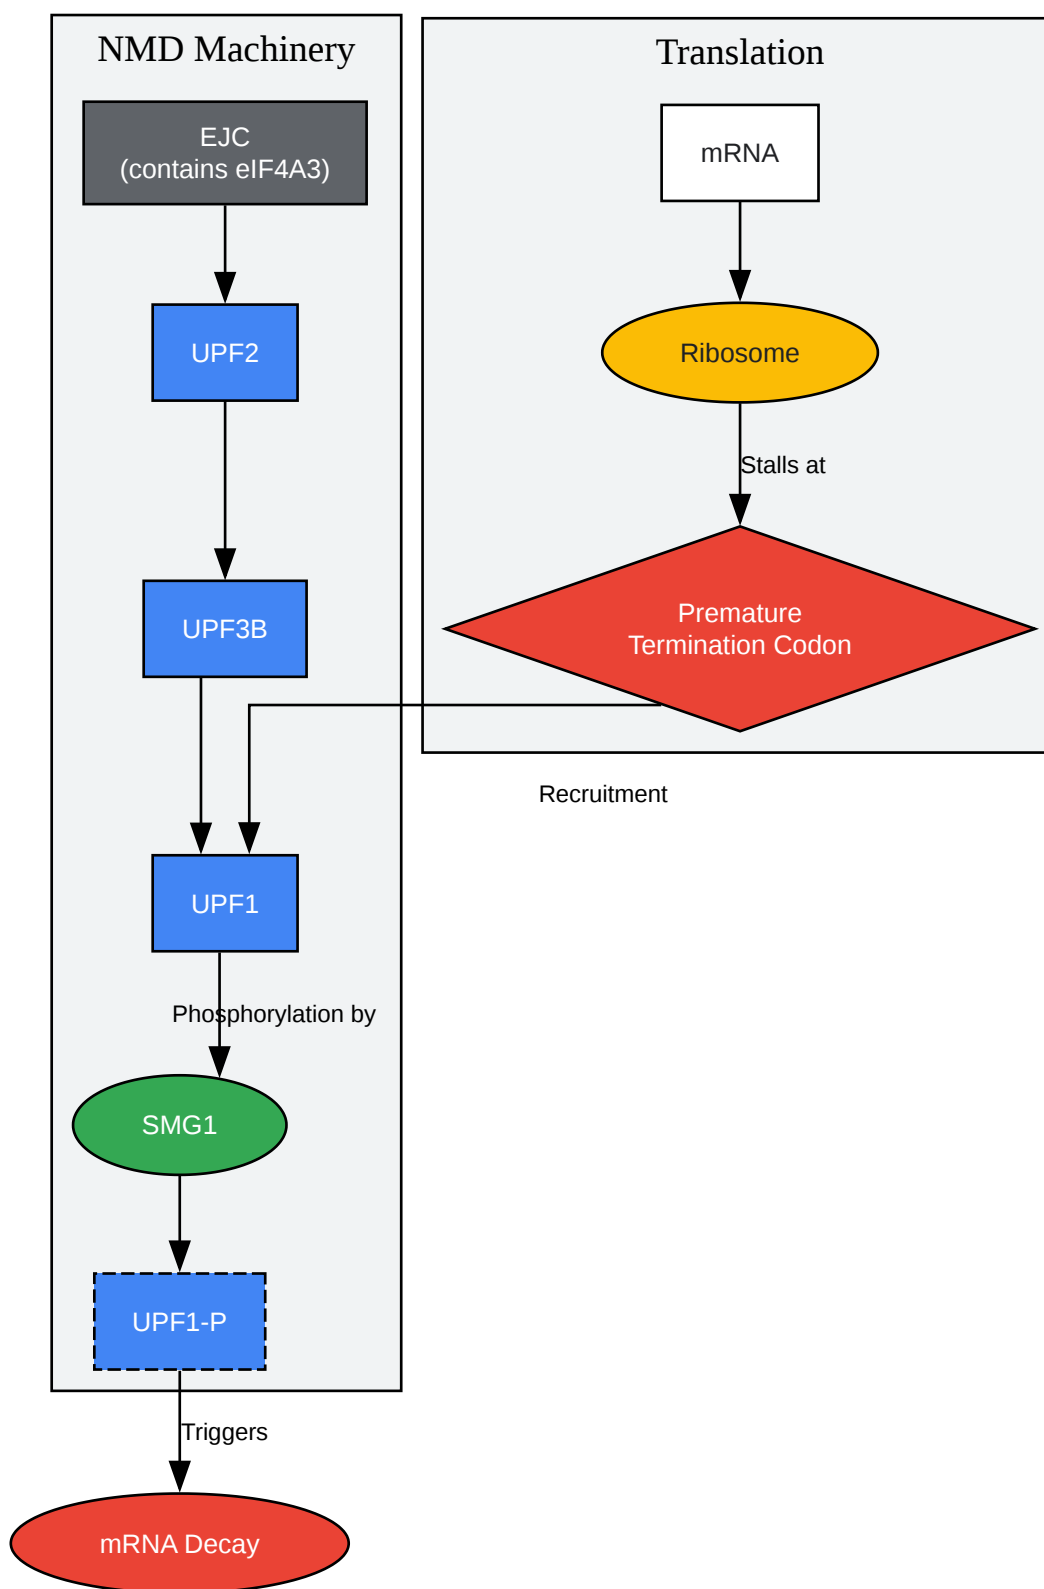 NMD Machinery
EJC
(contains eIF4A3)
UPF2
UPF3B
UPF1
Phosphorylation by
SMG1
UPF1-P
Triggers
mRNA Decay
Translation
mRNA
Ribosome
Stalls at
Premature
Termination Codon
Recruitment